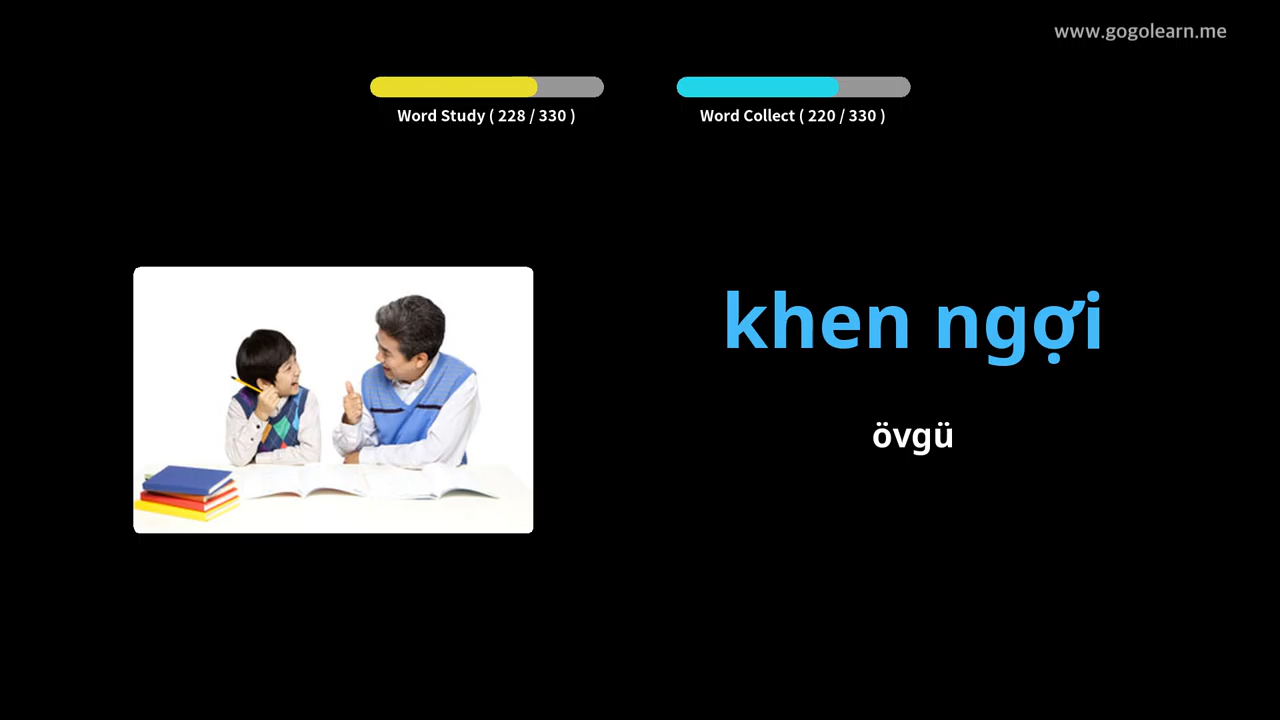 www.gogolearn.me
Word Study ( 228 / 330 )
Word Collect ( 220 / 330 )
khen ngợi
övgü